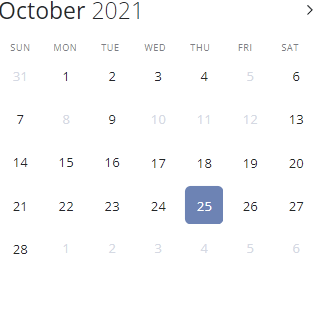 October 2021
SUN MON TUE WED THU FRI SAT
31 1 2 3 4 5 6
7 8 9 10 11 12 13
14 15 16 17 18 19 20
21 22 23 24 25 26 27
28 1 2 3 4 5 6